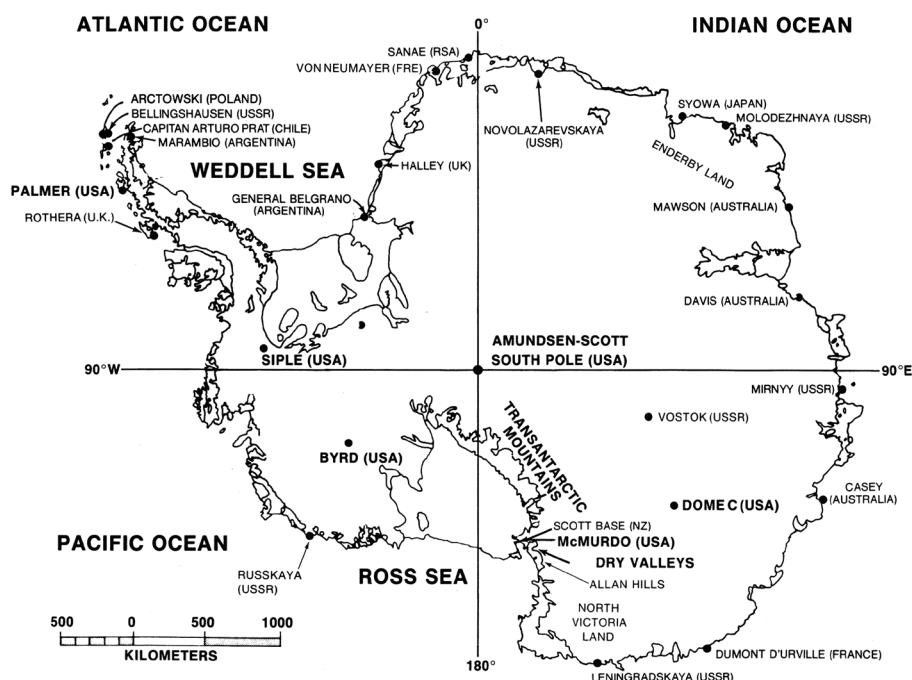 ATLANTIC OCEAN
0°
INDIAN OCEAN
SANAE (RSA)
VON NEUMAYER (FRE)
ARCTOWSKI (POLAND)
BELLINGSHAUSEN (USSR)
CAPITAN ARTURO PRAT (CHILE)
MARAMBIO (ARGENTINA)
SYOWA (JAPAN)
MOLODEZHNAYA (USSR)
NOVOLAZAREVSKAYA
(USSR)
WEDDELL SEA
HALLEY (UK)
ENDERBY LAND
PALMER (USA)
GENERAL BELGRANO
(ARGENTINA)
MAWSON (AUSTRALIA)
ROTHERA (U.K.)
DAVIS (AUSTRALIA)
AMUNDSEN-SCOTT
SOUTH POLE (USA)
SIPLE (USA)
90°W
90°E
MIRNYY (USSR)
VOSTOK (USSR)
TRANSANTARCTIC
MOUNTAINS
BYRD (USA)
CASEY
(AUSTRALIA)
DOME C (USA)
SCOTT BASE (NZ)
McMURDO (USA)
DRY VALLEYS
ALLAN HILLS
PACIFIC OCEAN
RUSSKAYA
(USSR)
ROSS SEA
NORTH
VICTORIA
LAND
500 0 500 1000
KILOMETERS
180°
DUMONT D'URVILLE (FRANCE)
LENINGRADSKAYA (USSR)